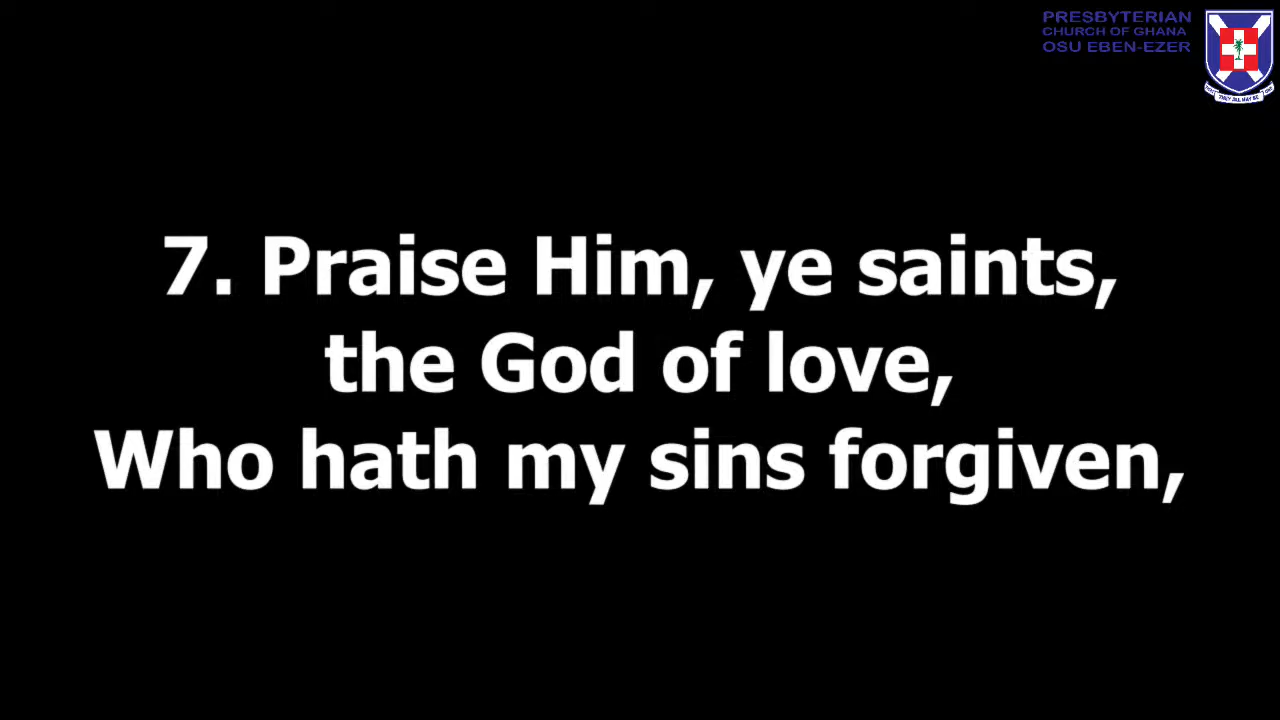 PRESBYTERIAN
CHURCH OF GHANA
OSU EBEN-EZER
7. Praise Him, ye saints,
the God of love,
Who hath my sins forgiven,